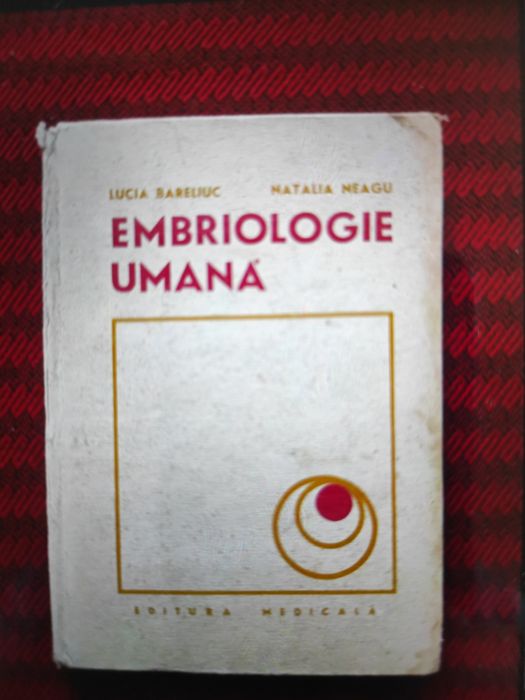 LUCIA BARELIUC NATALIA NEAGU
EMBRIOLOGIE
UMANĂ
EDITURA MEDICALĂ